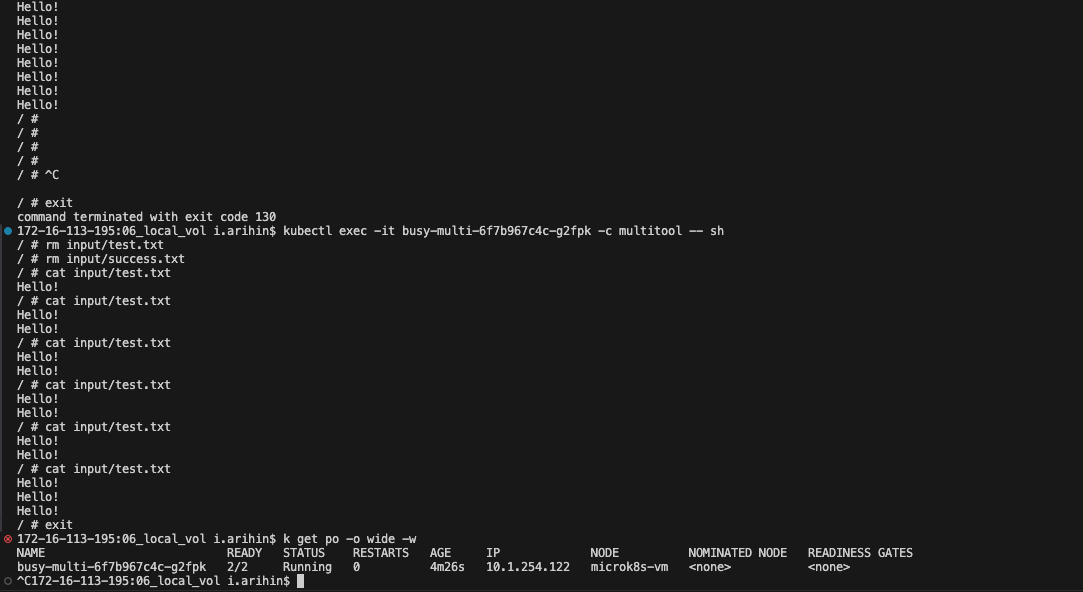 Hello!
Hello!
Hello!
Hello!
Hello!
Hello!
Hello!
Hello!
/ #
/ #
/ #
/ #
/ # ^C
/ # exit
command terminated with exit code 130
172-16-113-195:06_local_vol i.arihin$ kubectl exec -it busy-multi-6f7b967c4c-g2fpk -c multitool -- sh
/ # rm input/test.txt
/ # rm input/success.txt
/ # cat input/test.txt
Hello!
/ # cat input/test.txt
Hello!
Hello!
/ # cat input/test.txt
Hello!
Hello!
/ # cat input/test.txt
Hello!
Hello!
/ # cat input/test.txt
Hello!
Hello!
/ # cat input/test.txt
Hello!
Hello!
Hello!
/ # exit
172-16-113-195:06_local_vol i.arihin$ k get po -o wide -w
NAME READY STATUS RESTARTS AGE IP NODE NOMINATED NODE READINESS GATES
busy-multi-6f7b967c4c-g2fpk 2/2 Running 0 4m26s 10.1.254.122 microk8s-vm <none> <none>
^C172-16-113-195:06_local_vol i.arihin$